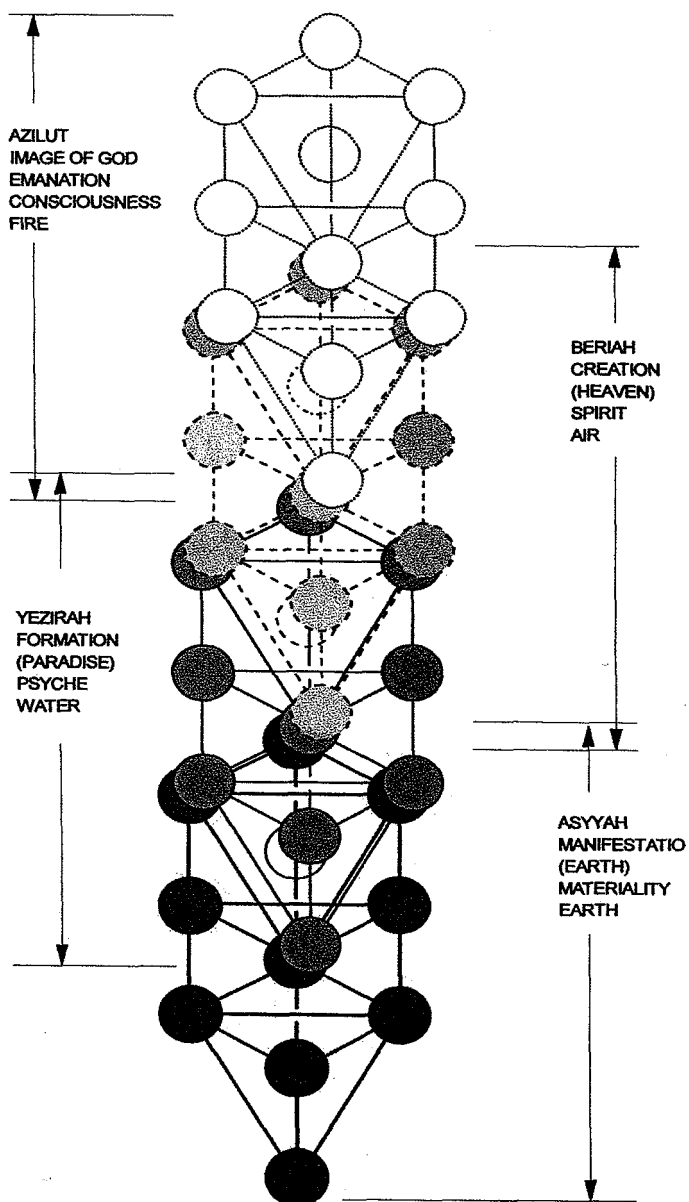 AZILUT
IMAGE OF GOD
EMANATION
CONSCIOUSNESS
FIRE
BERIAH
CREATION
(HEAVEN)
SPIRIT
AIR
YEZIRAH
FORMATION
(PARADISE)
PSYCHE
WATER
ASYYAH
MANIFESTATIO
(EARTH)
MATERIALITY
EARTH